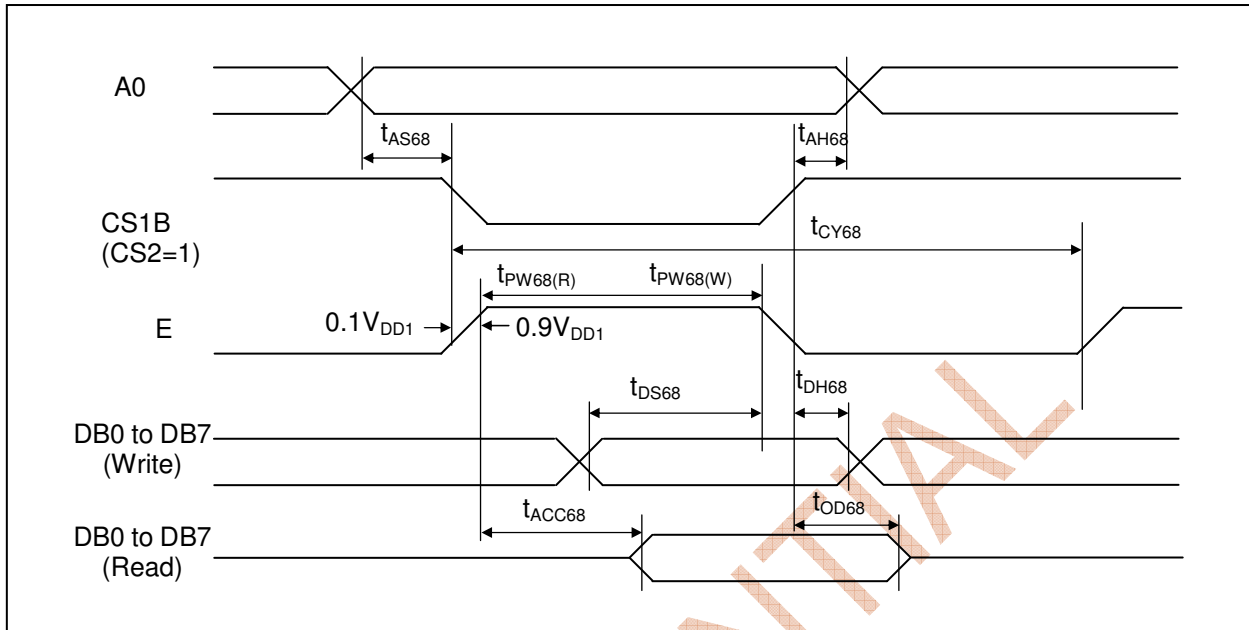 A0
tAS68
tAH68
CS1B
(CS2=1)
tCY68
tPW68(R)
tPW68(W)
E
0.1VDD1
0.9VDD1
tDS68
tDH68
DB0 to DB7
(Write)
tACC68
tOD68
DB0 to DB7
(Read)
NTiAL